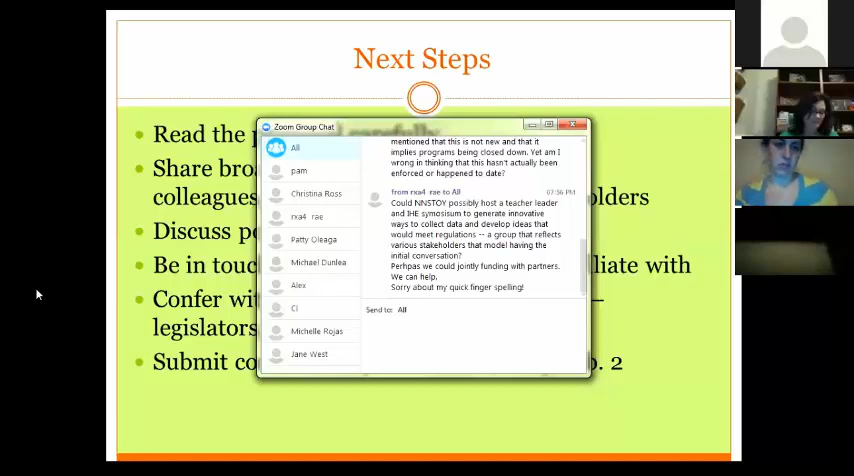 Next Steps
Read the p
Share broa
colleagues
holders
Discuss po
Be in touc
liate with
Confer wit
–
legislators
Submit co
b. 2
Zoom Group Chat
All
pam
Christina Ross
rxa4 rae
Patty Oleaga
Michael Dunlea
Alex
CJ
Michelle Rojas
Jane West
mentioned that this is not new and that it
implies programs being closed down. Yet am I
wrong in thinking that this hasn't actually been
enforced or happened to date?
from rxa4 rae to All 07:56 PM
Could NNSTOY possibly host a teacher leader
and IHE symosium to generate innovative
ways to collect data and develop ideas that
would meet regulations -- a group that reflects
various stakeholders that model having the
initial conversation?
Perhpas we could jointly funding with partners.
We can help.
Sorry about my quick finger spelling!
Send to: All